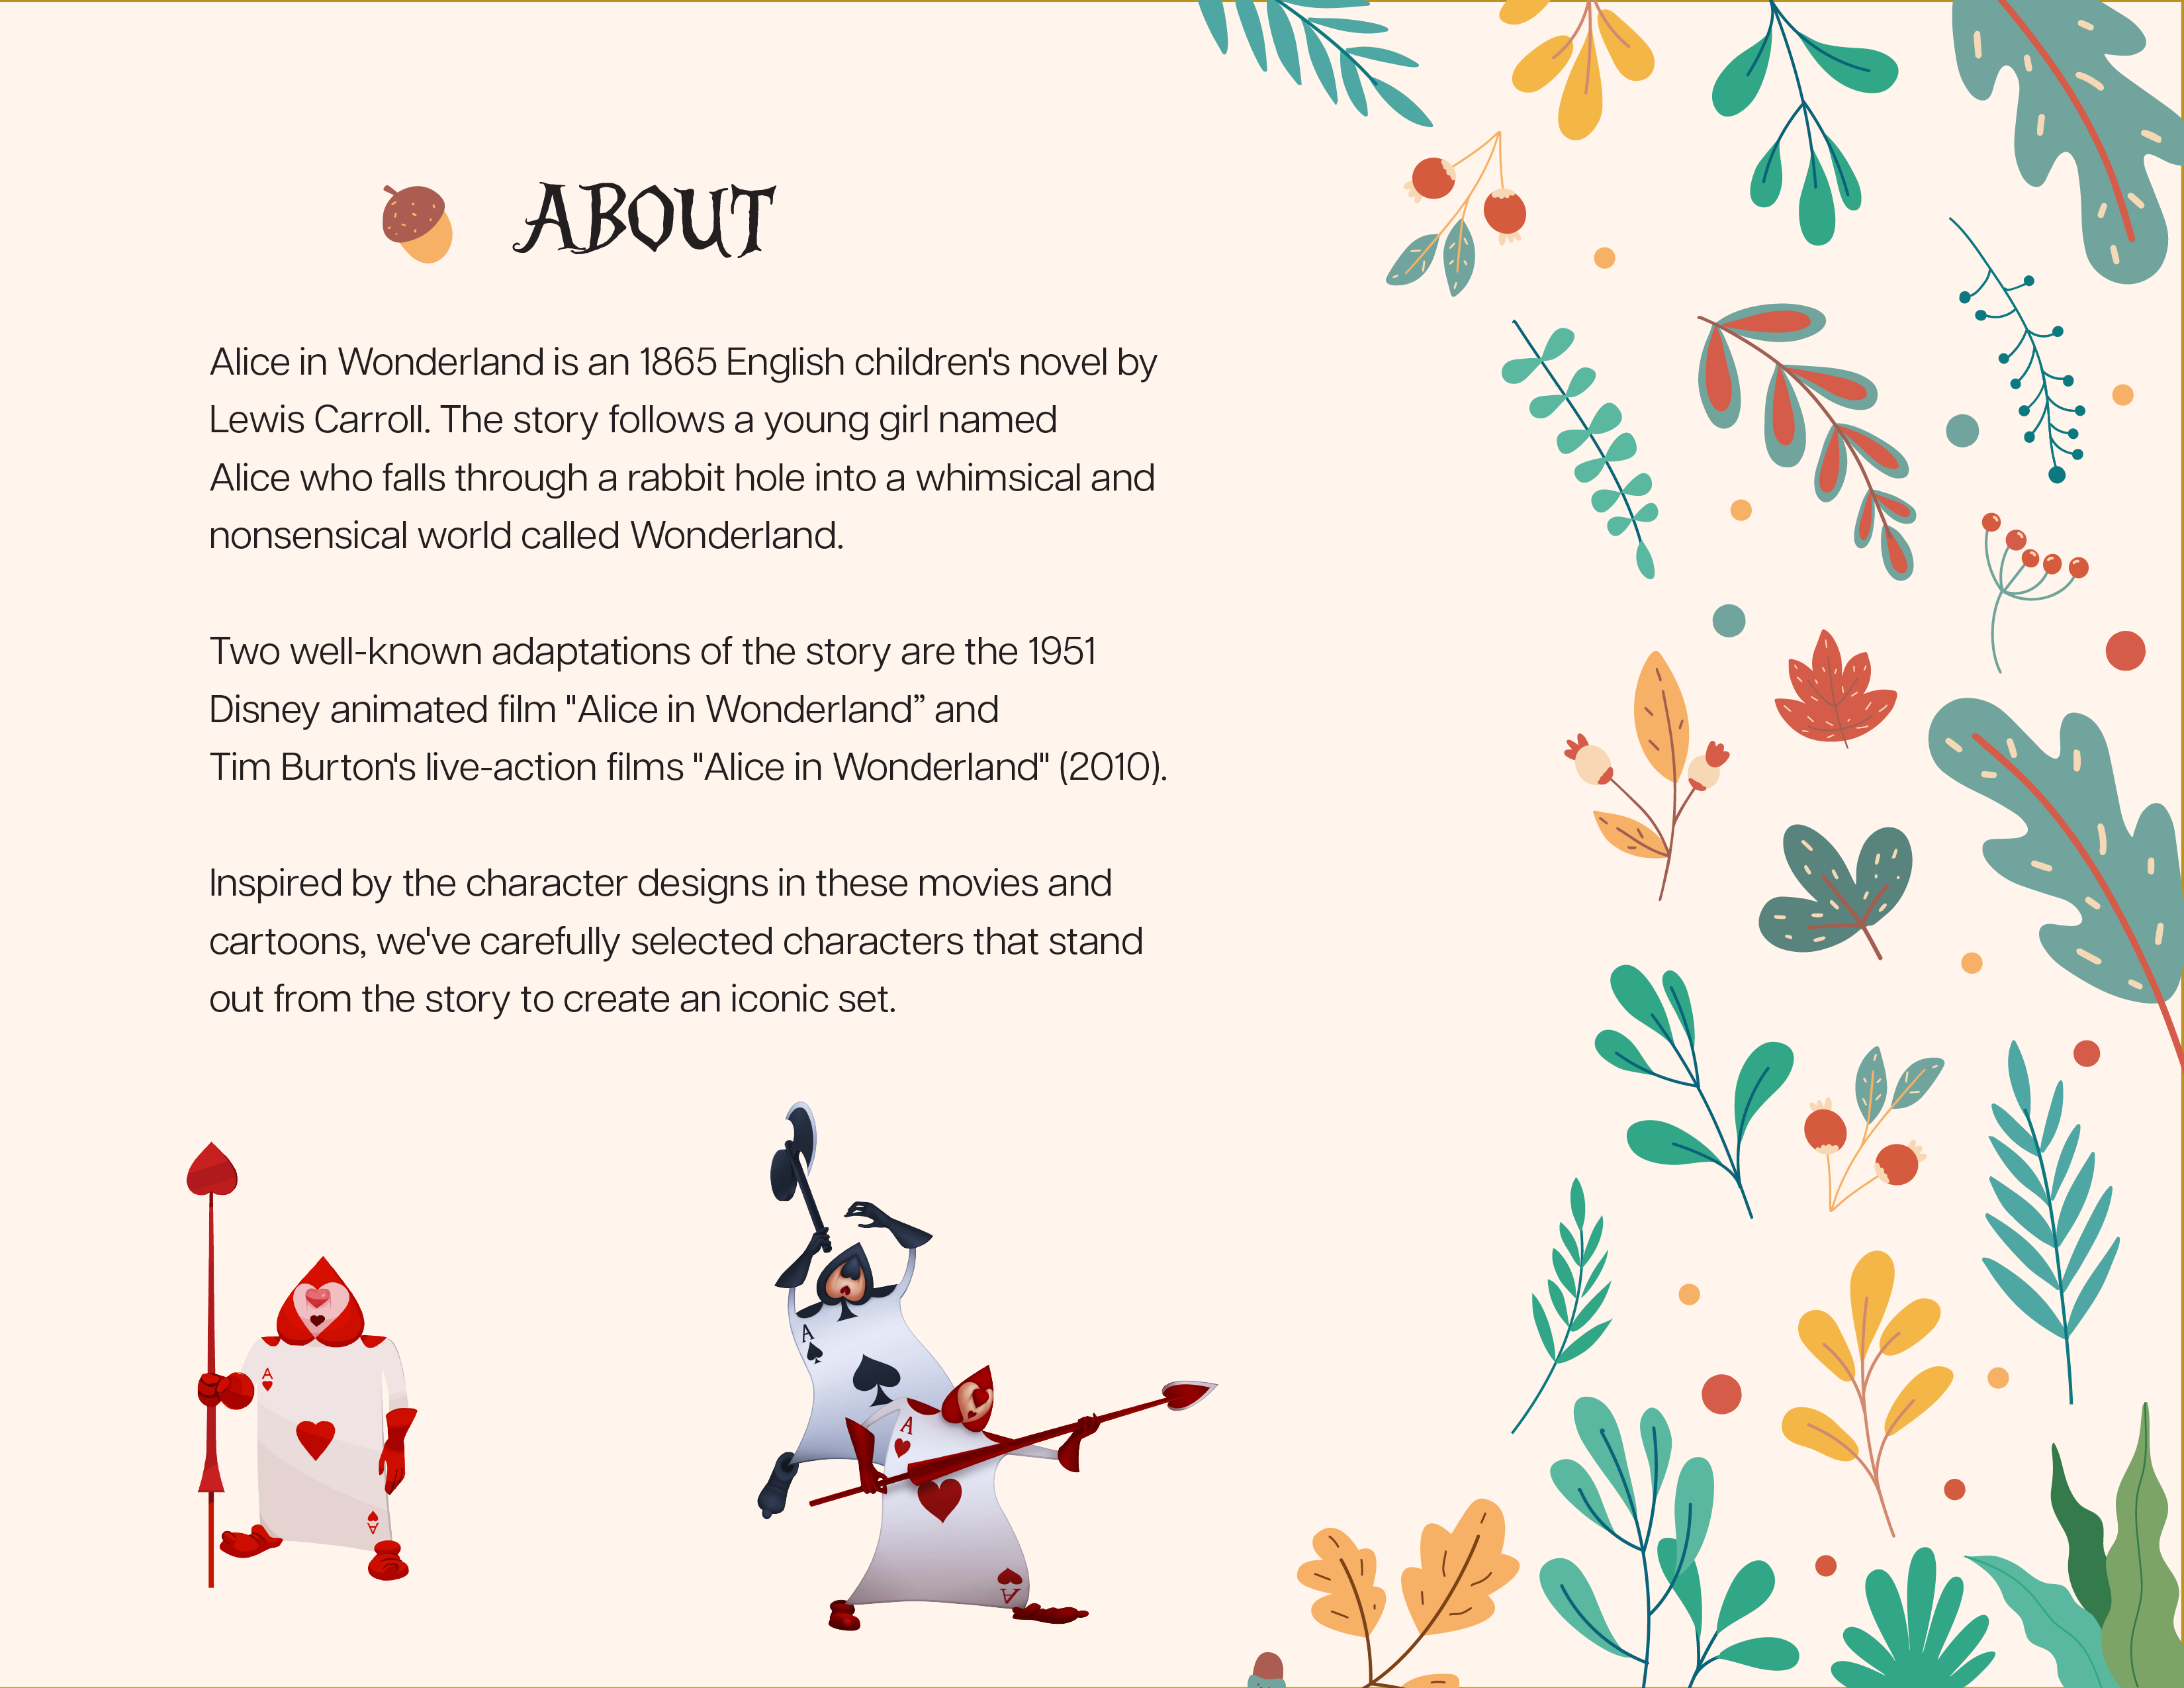 ABOUT
Alice in Wonderland is an 1865 English children's novel by
Lewis Carroll. The story follows a young girl named
Alice who falls through a rabbit hole into a whimsical and
nonsensical world called Wonderland.
Two well-known adaptations of the story are the 1951
Disney animated film "Alice in Wonderland” and
Tim Burton's live-action films "Alice in Wonderland" (2010).
Inspired by the character designs in these movies and
cartoons, we've carefully selected characters that stand
out from the story to create an iconic set.
A
A
A
A
A